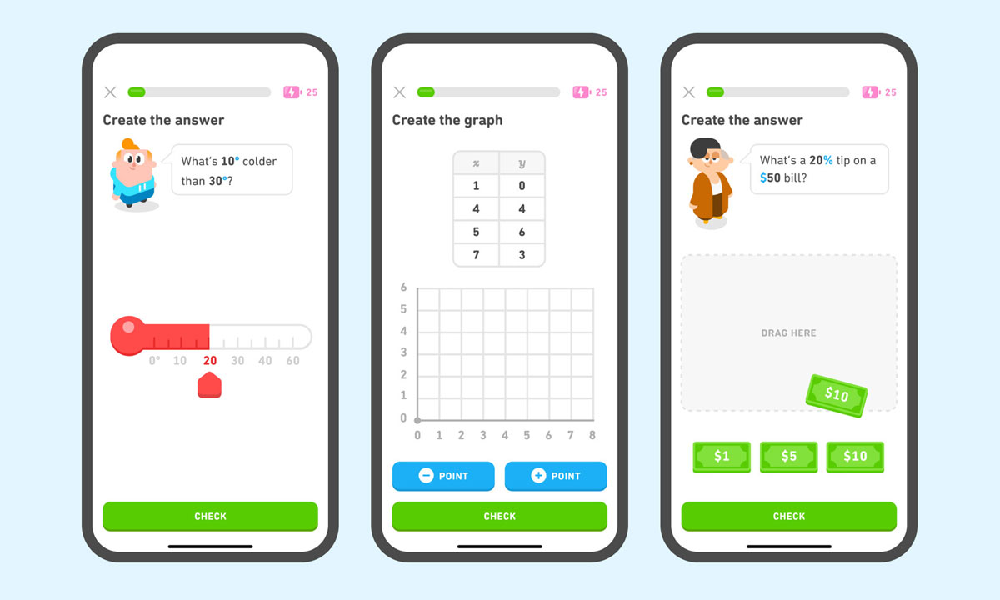 25
Create the answer
What's 10° colder
than 30°?
0° 10 20 30 40 60
CHECK
25
Create the graph
x y
1 0
4 4
5 6
7 3
6
5
4
3
2
1
0
0 1 2 3 4 5 6 7 8
POINT POINT
CHECK
25
Create the answer
What's a 20% tip on a
$50 bill?
DRAG HERE
$10
$1 $5 $10
CHECK